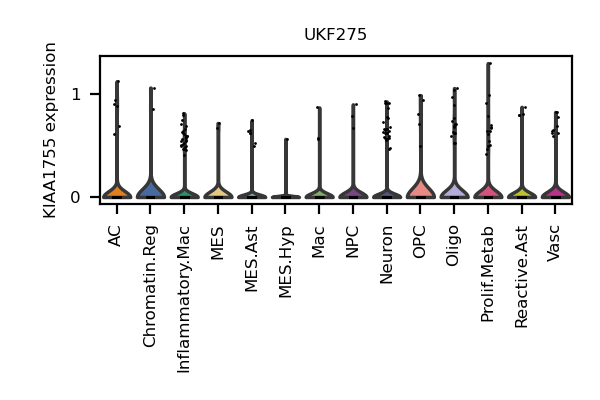 UKF275
KIAA1755 expression
1
0
AC
Chromatin.Reg
Inflammatory.Mac
MES
MES.Ast
MES.Hyp
Mac
NPC
Neuron
OPC
Oligo
Prolif.Metab
Reactive.Ast
Vasc